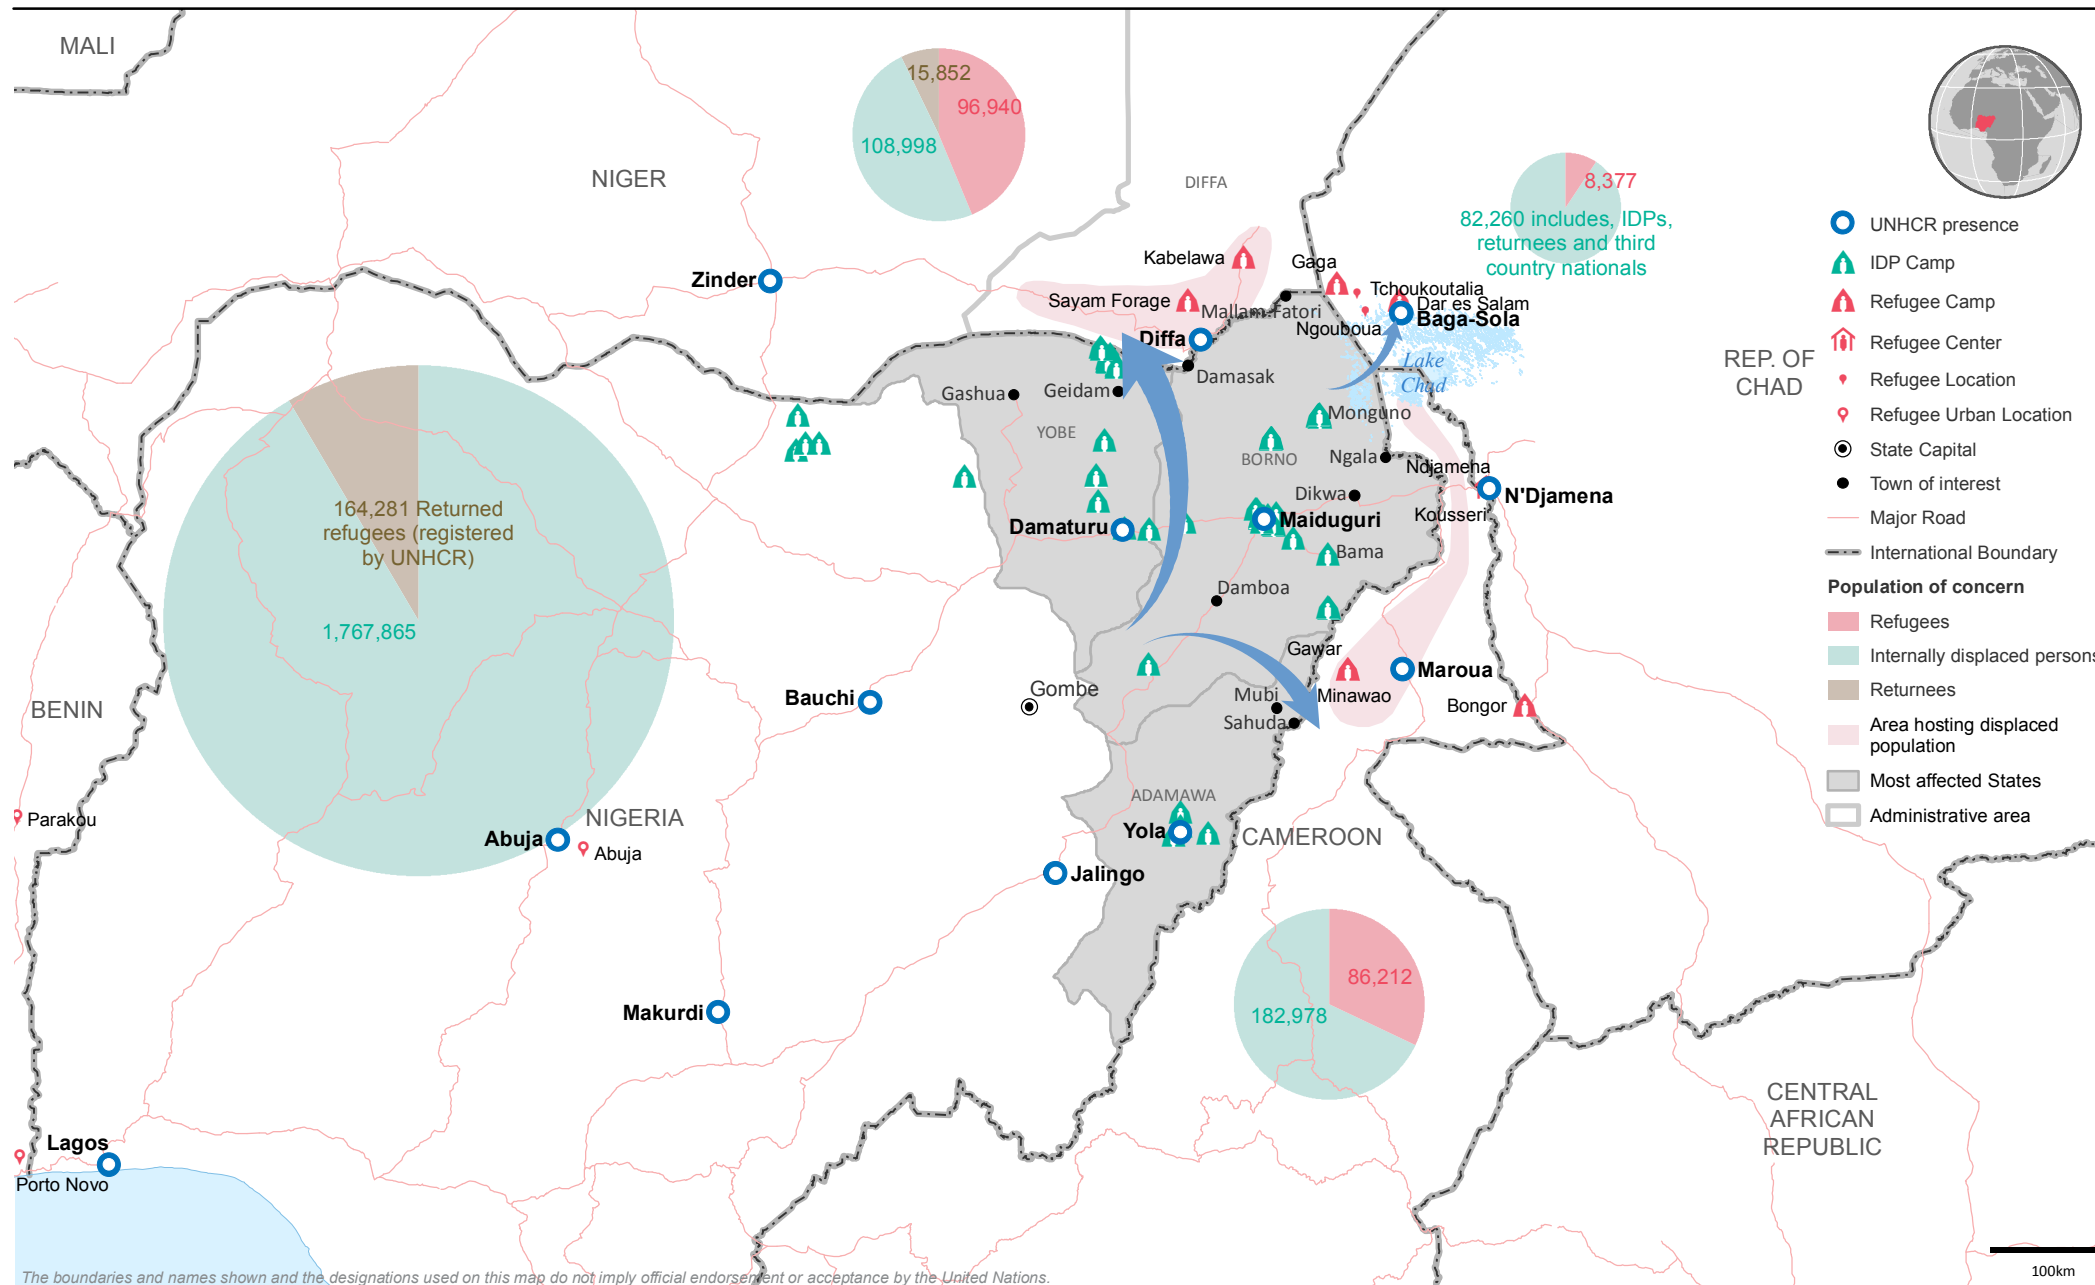 MALI
15,852
96,940
108,998
NIGER
DIFFA
8,377
82,260 includes, IDPs,
returnees and third
country nationals
Zinder
Kabelawa
Gaga
Sayam Forage
Mallam Fatori
Tchoukoutalia
Dar es Salam
Baga-Sola
Ngouboua
Diffa
Lake
Chad
REP. OF
CHAD
Damasak
Gashua
Geidam
YOBE
Monguno
BORNO
Ngala
Ndjamena
Dikwa
N'Djamena
Kousseri
Damaturu
Maiduguri
Bama
Damboa
164,281 Returned
refugees (registered
by UNHCR)
1,767,865
Gawar
Maroua
Minawao
Bongor
Bauchi
Gombe
Mubi
Sahuda
BENIN
Parakou
NIGERIA
Abuja
Abuja
ADAMAWA
Yola
CAMEROON
Jalingo
86,212
182,978
Makurdi
CENTRAL
AFRICAN
REPUBLIC
Lagos
Porto Novo
UNHCR presence
IDP Camp
Refugee Camp
Refugee Center
Refugee Location
Refugee Urban Location
State Capital
Town of interest
Major Road
International Boundary
Population of concern
Refugees
Internally displaced persons
Returnees
Area hosting displaced
population
Most affected States
Administrative area
100km
The boundaries and names shown and the designations used on this map do not imply official endorsement or acceptance by the United Nations.